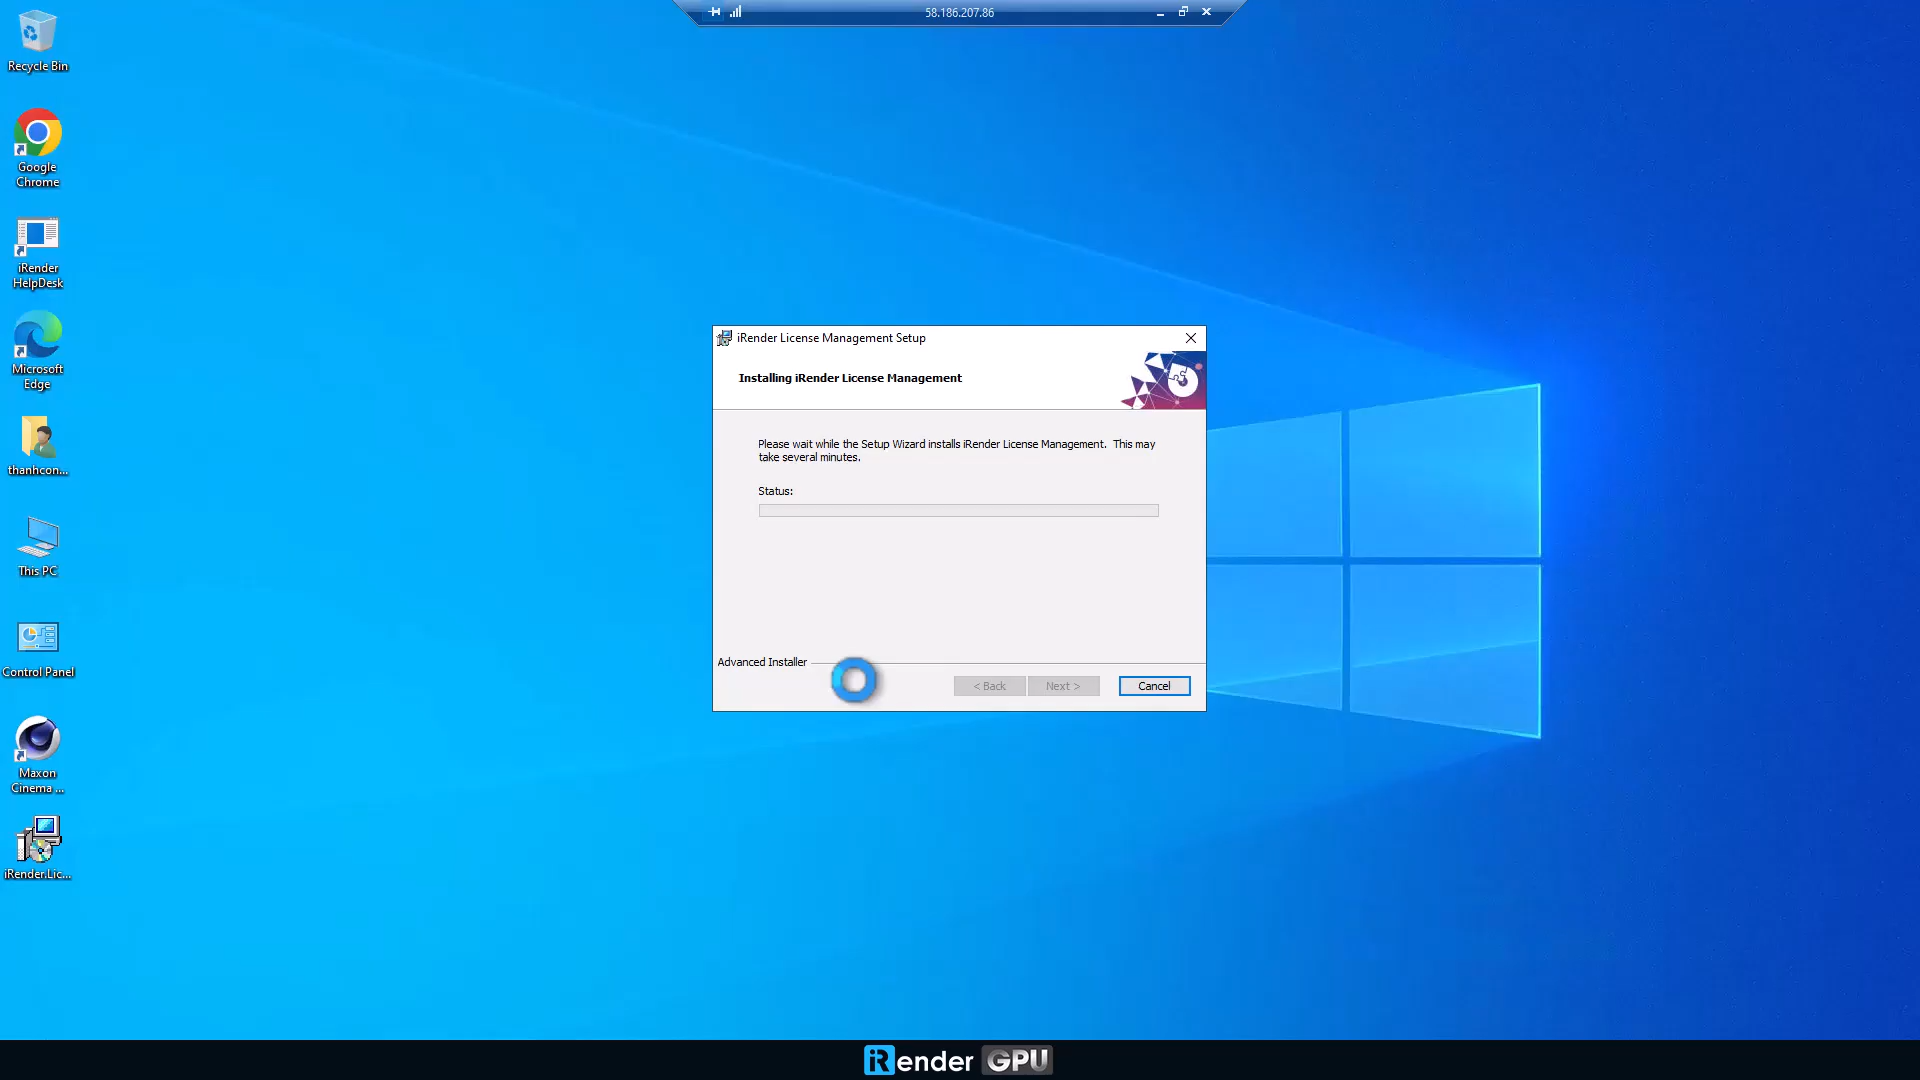 58.186.207.86
Recycle Bin
Google
Chrome
iRender
HelpDesk
Microsoft
Edge
thanhcon...
This PC
Control Panel
Maxon
Cinema ...
iRender.Lic...
iRender License Management Setup
Installing iRender License Management
Please wait while the Setup Wizard installs iRender License Management. This may
take several minutes.
Status:
Advanced Installer
< Back
Next >
Cancel
iRender GPU